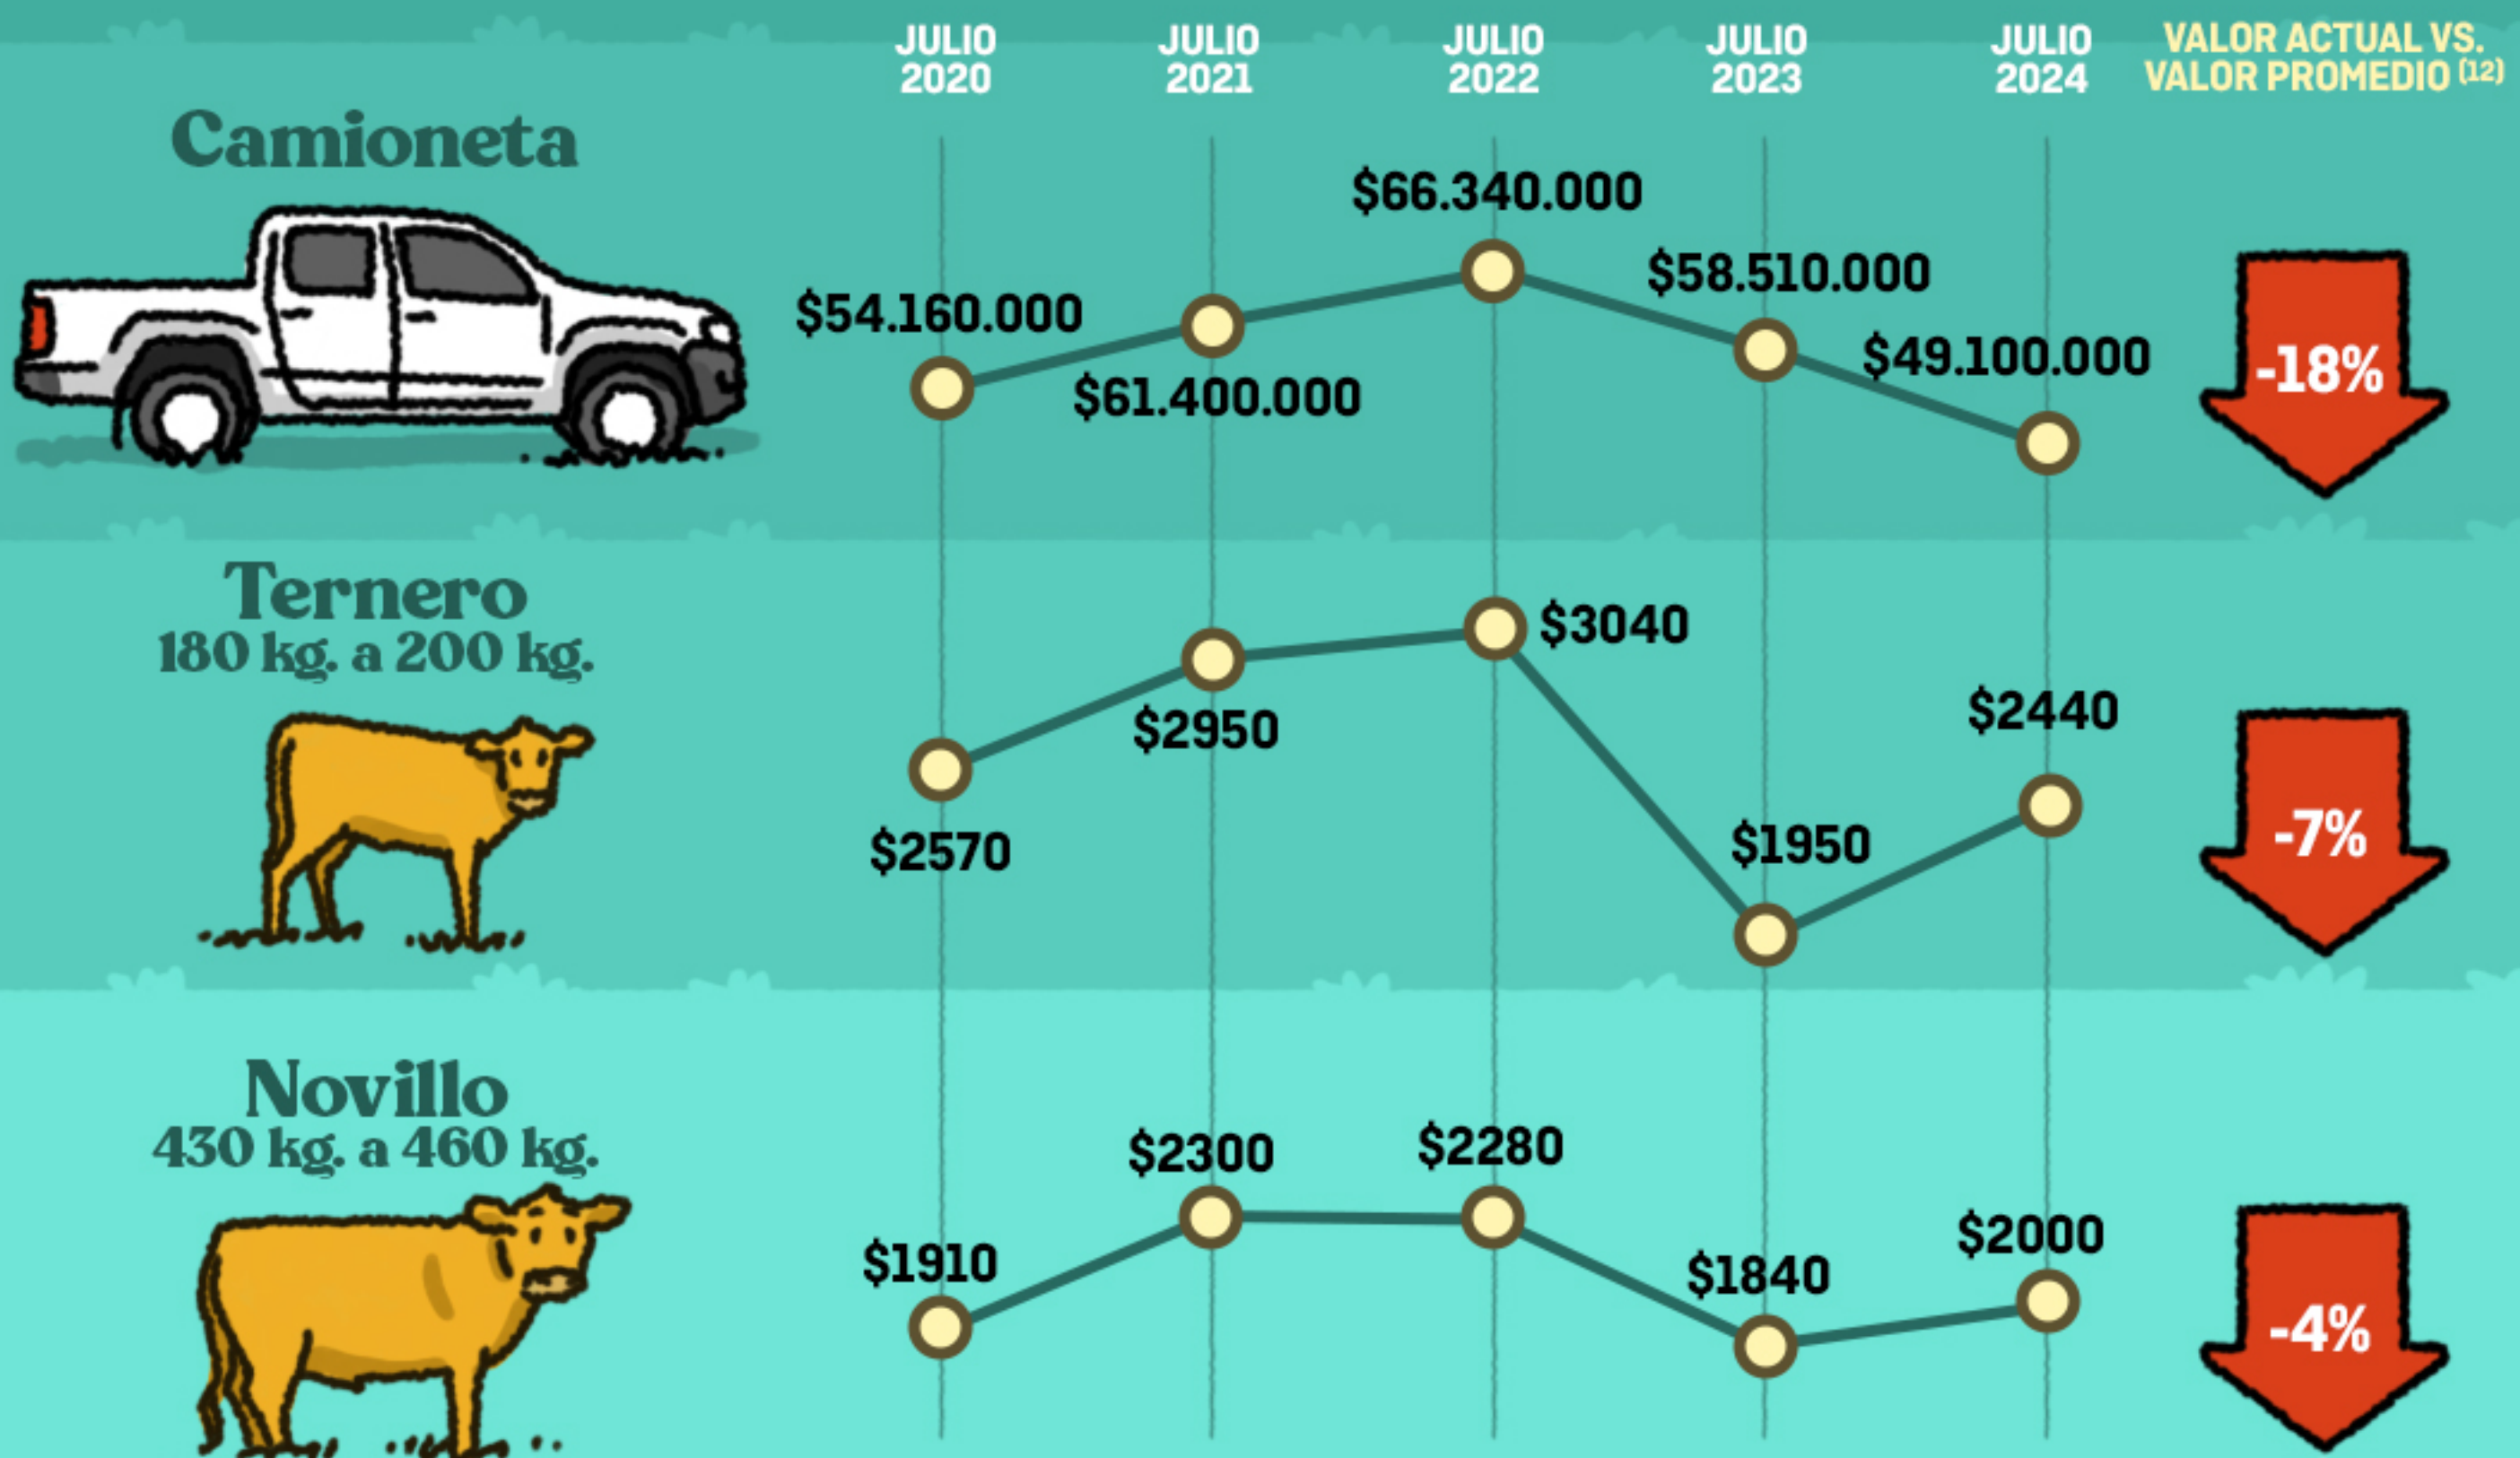 JULIO
2020
JULIO
2021
JULIO
2022
JULIO
2023
JULIO
2024
VALOR ACTUAL VS.
VALOR PROMEDIO (12)
Camioneta
$54.160.000
$61.400.000
$66.340.000
$58.510.000
$49.100.000
-18%
Ternero
180 kg. a 200 kg.
$2570
$2950
$3040
$1950
$2440
-7%
Novillo
430 kg. a 460 kg.
$1910
$2300
$2280
$1840
$2000
-4%